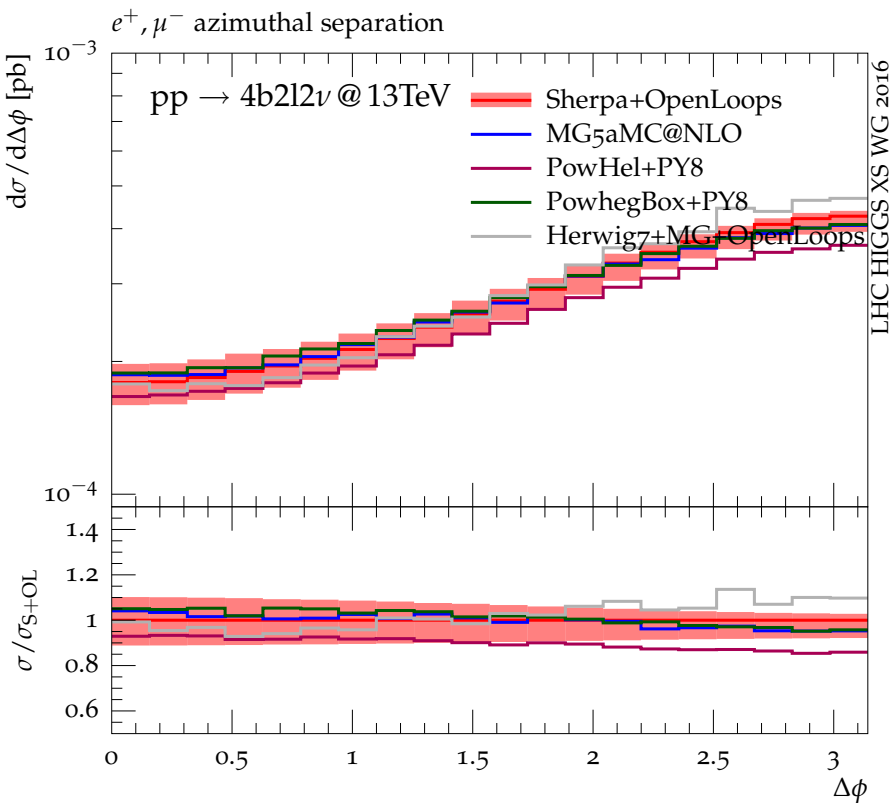 e⁺, μ⁻ azimuthal separation
dσ/dΔϕ [pb]
10⁻³
10⁻⁴
pp → 4b2l2ν @ 13TeV
Sherpa+OpenLoops
MG5aMC@NLO
PowHel+PY8
PowhegBox+PY8
Herwig7+MG+OpenLoops
LHC HIGGS XS WG 2016
σ/σS+OL
1.4
1.2
1
0.8
0.6
0 0.5 1 1.5 2 2.5 3
Δϕ